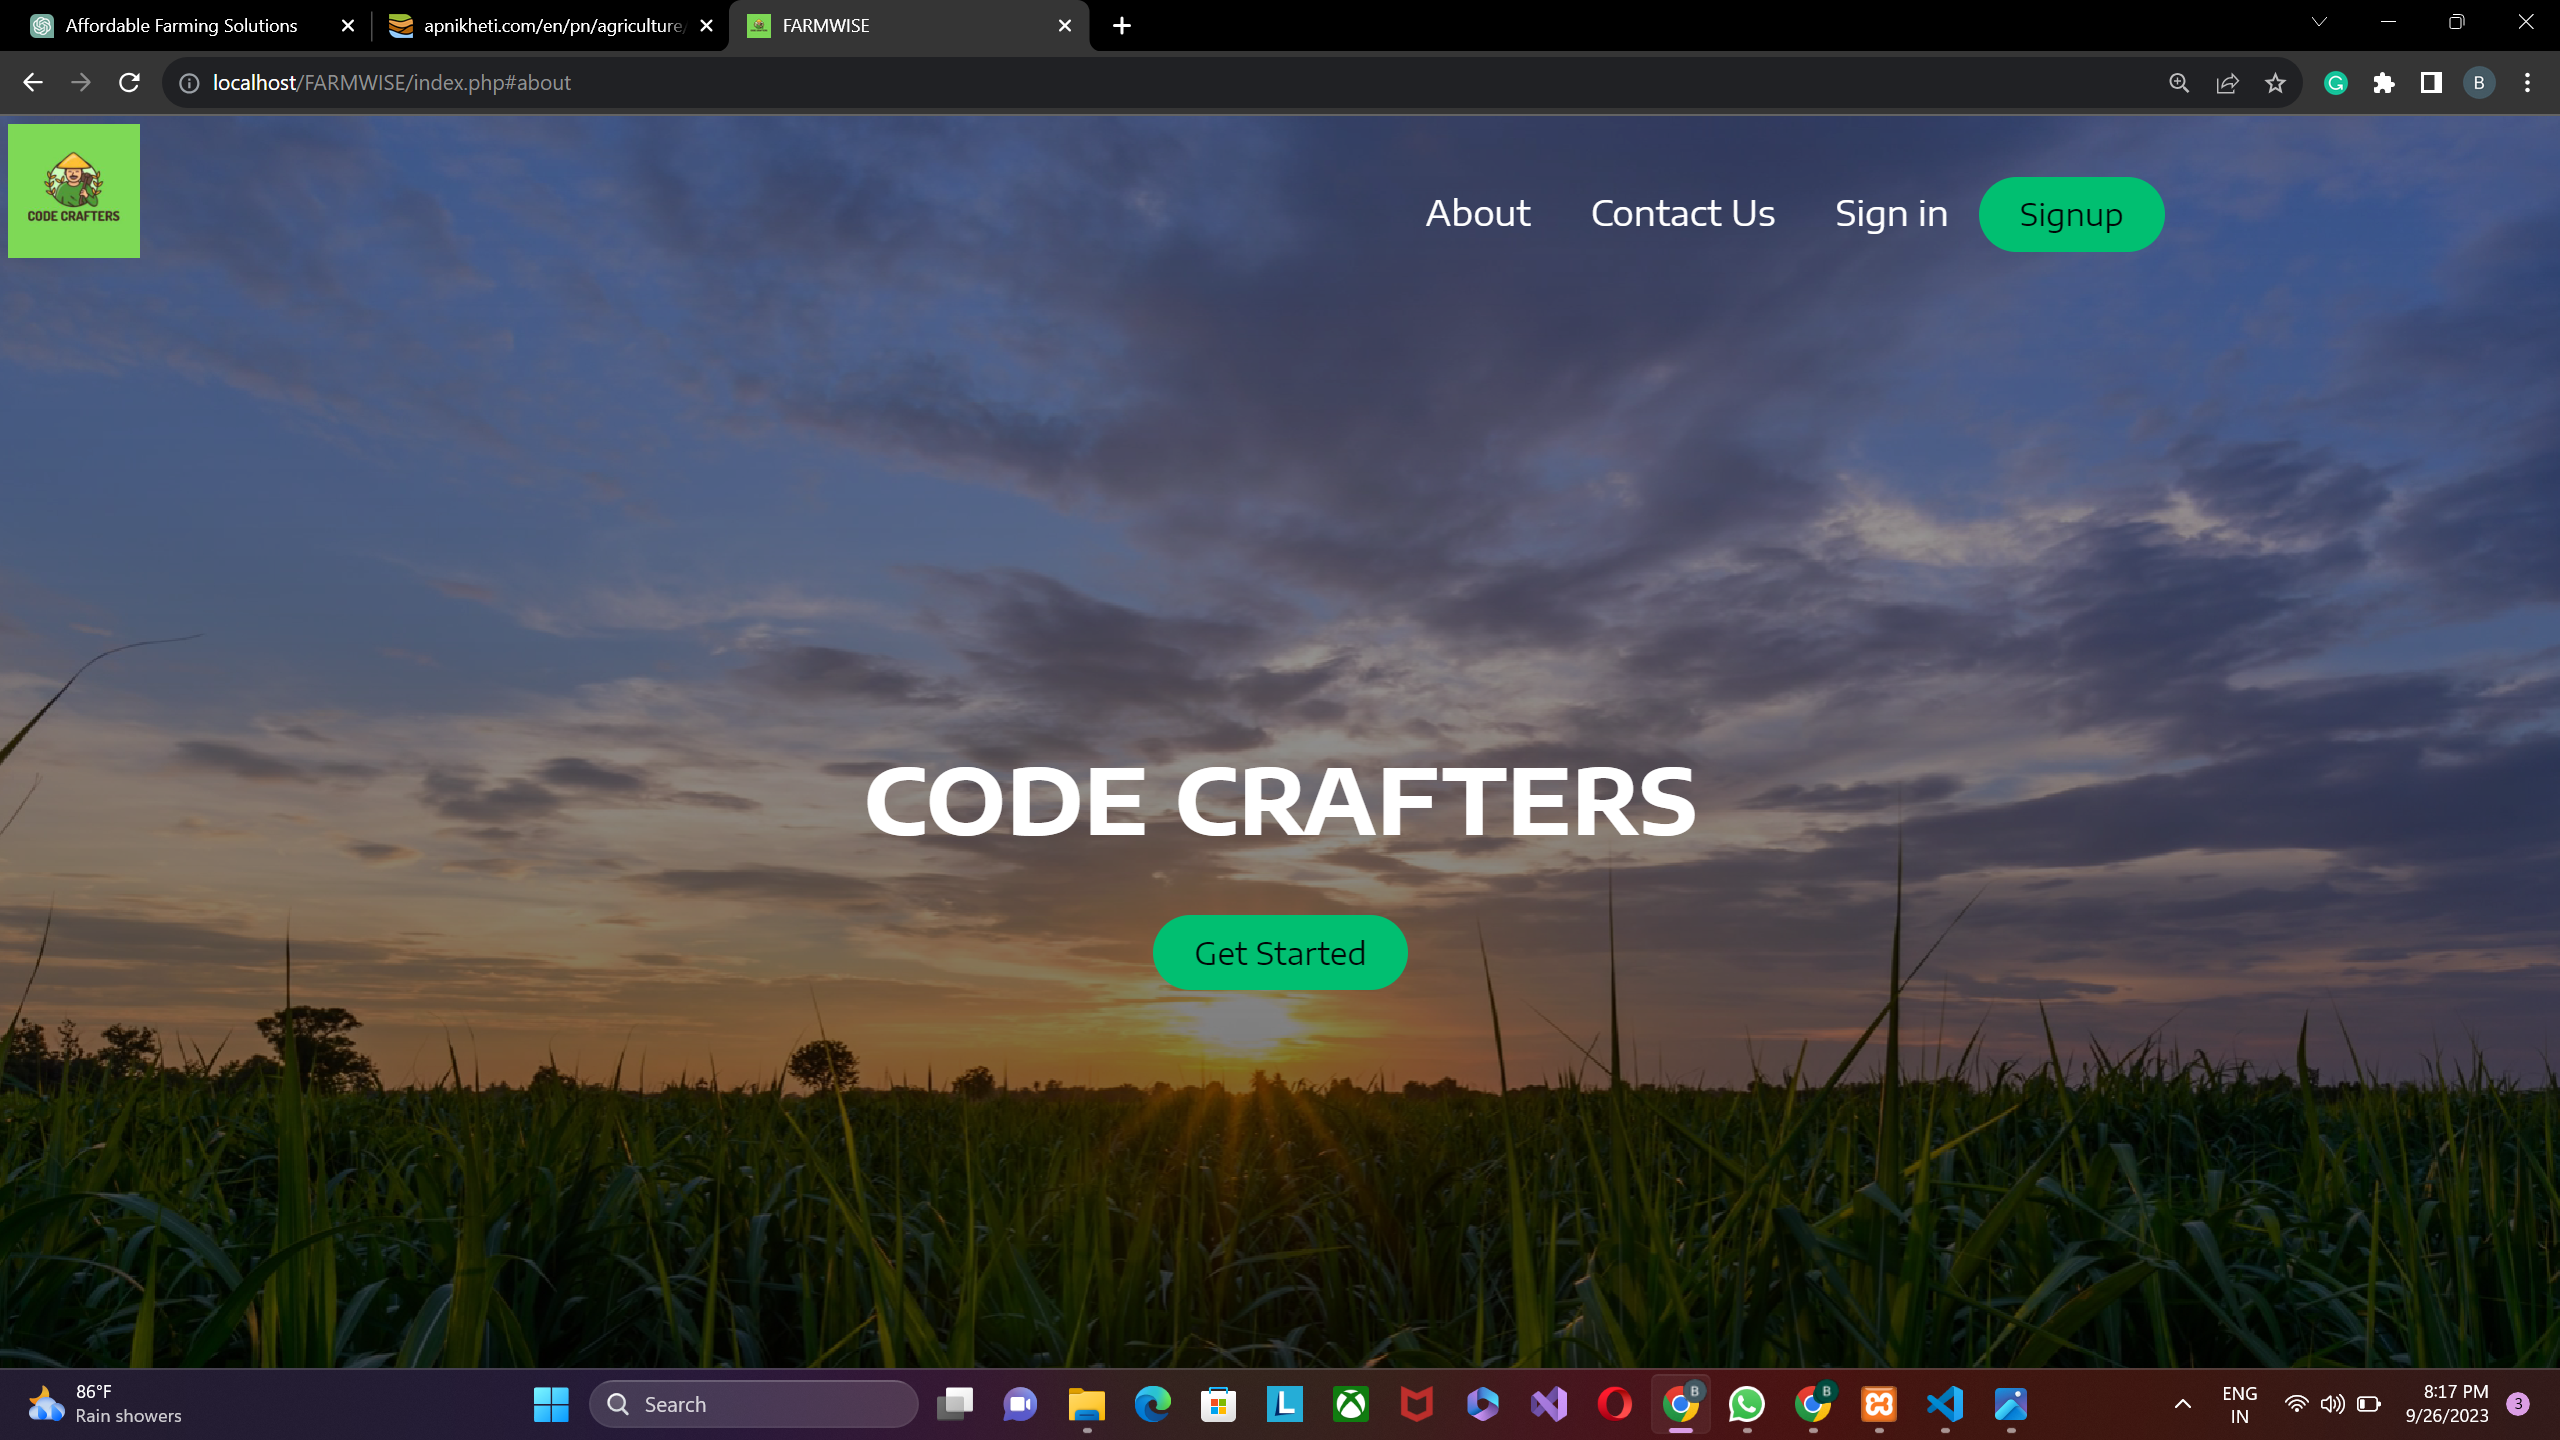 Affordable Farming Solutions
apnikheti.com/en/pn/agriculture/
FARMWISE
localhost/FARMWISE/index.php#about
B
CODE CRAFTERS
About
Contact Us
Sign in
Signup
CODE CRAFTERS
Get Started
86°F
Rain showers
Search
L
B
B
ENG
IN
8:17 PM
9/26/2023
3